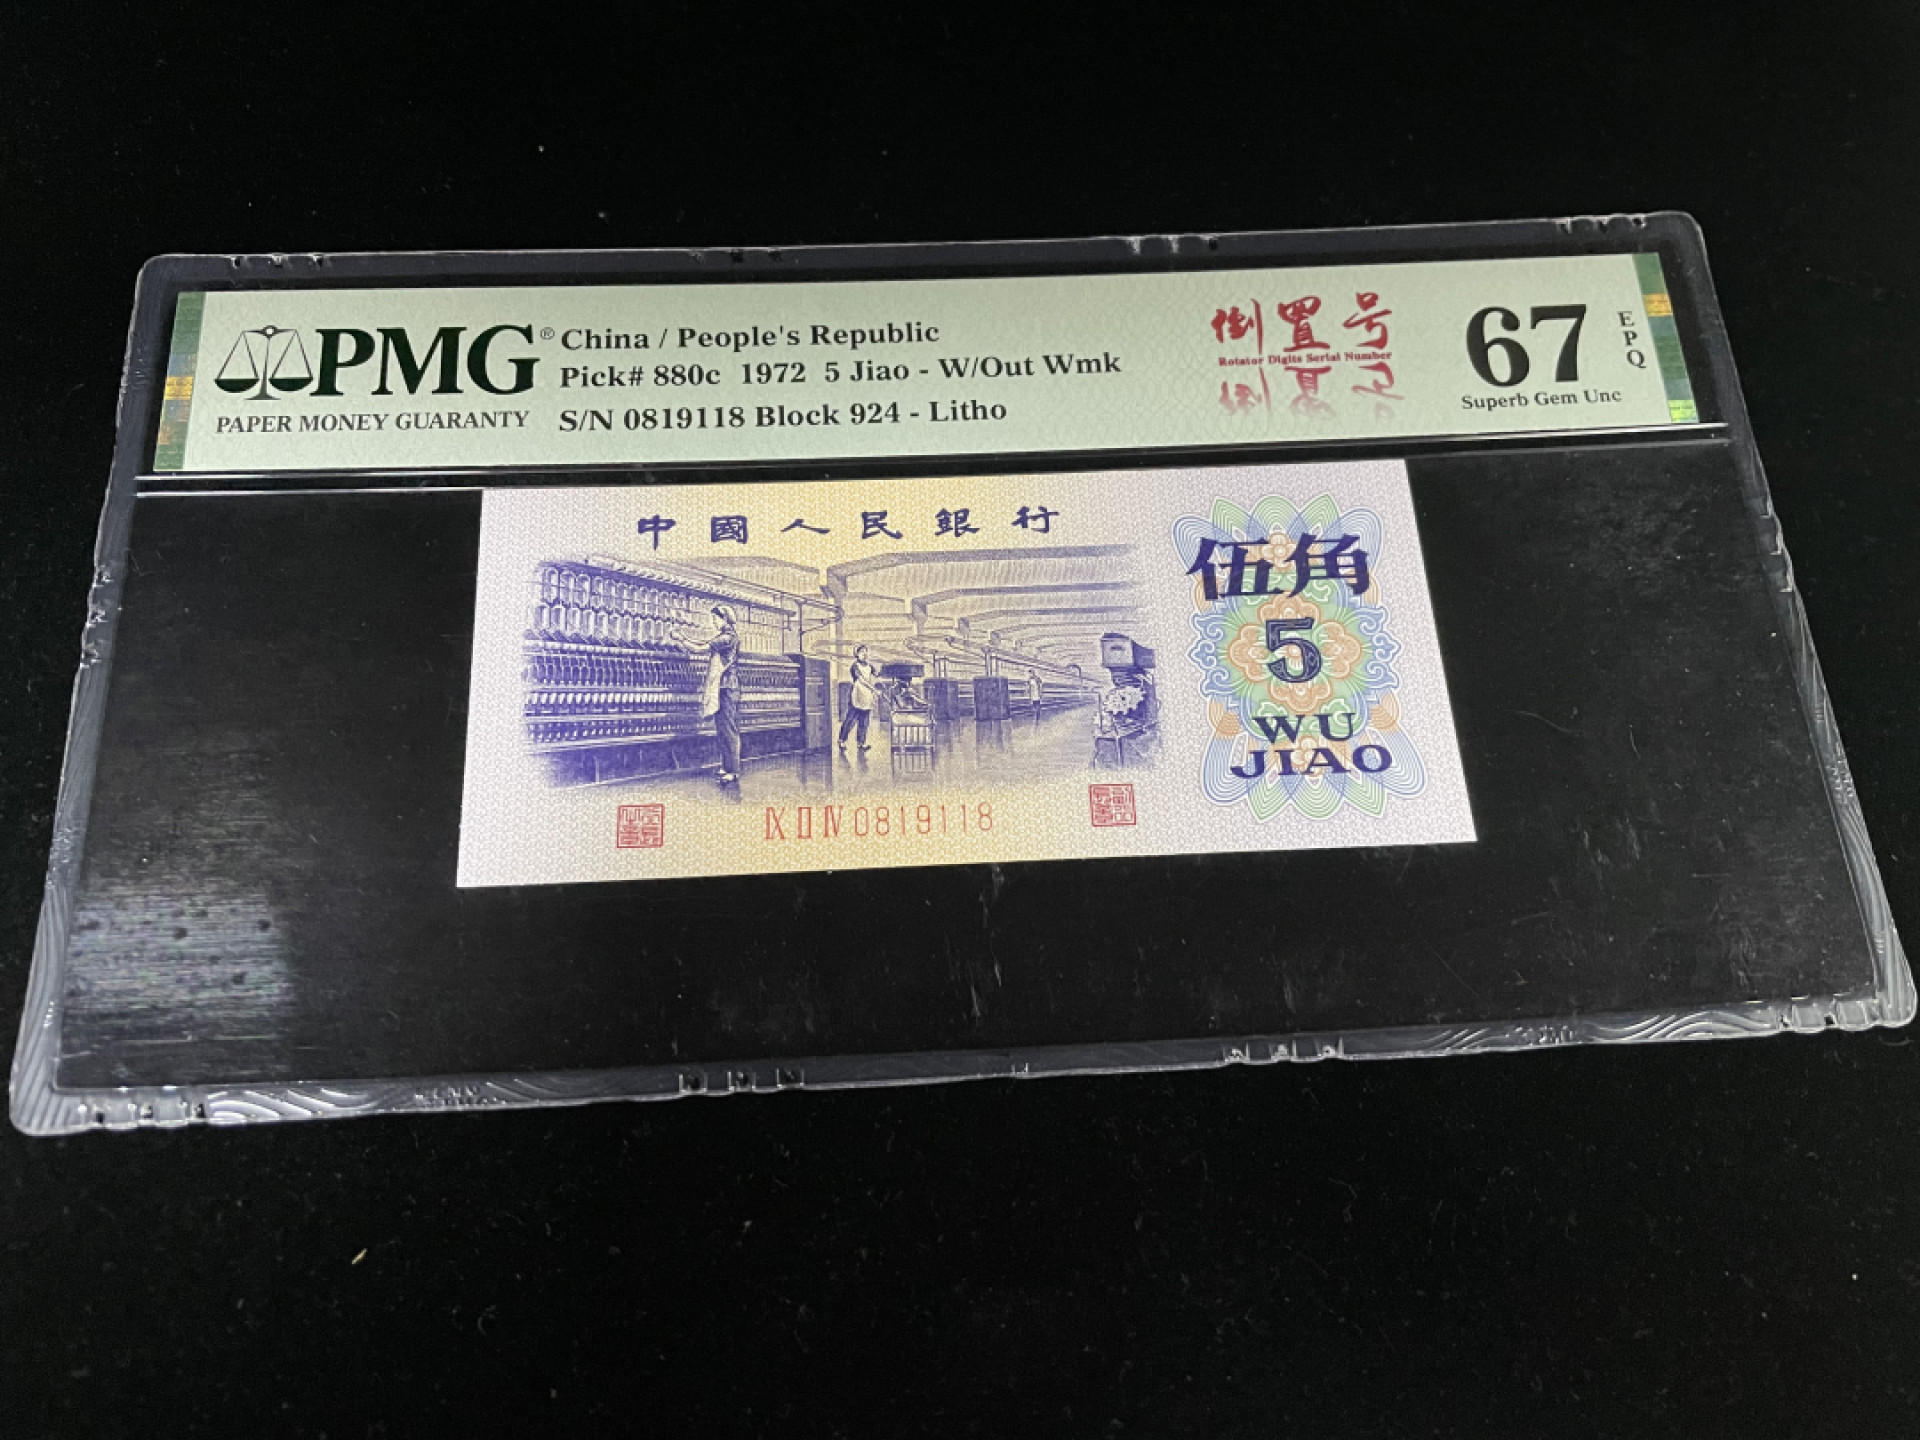 PMG®
PAPER MONEY GUARANTY
China / People's Republic
Pick# 880c 1972 5 Jiao - W/Out Wmk
S/N 0819118 Block 924 - Litho
倒置号
Rotator Digits Serial Number
67
EPQ
Superb Gem Unc
中國人民銀行
伍角
5
WU
JIAO
ⅨⅡⅣ0819118